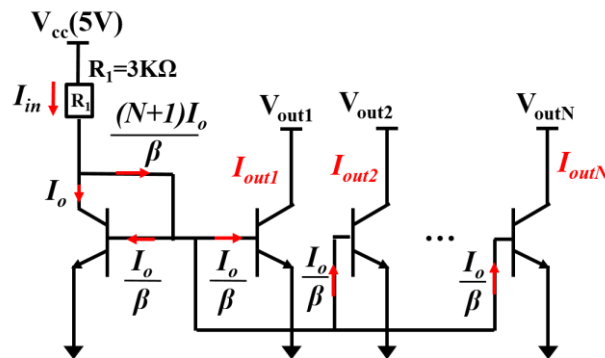 Vcc(5V)
R1=3KΩ
Iin
R1
(N+1)Io
β
Vout1
Vout2
VoutN
Iout1
Iout2
IoutN
Io
...
Io
β
Io
β
Io
β
Io
β